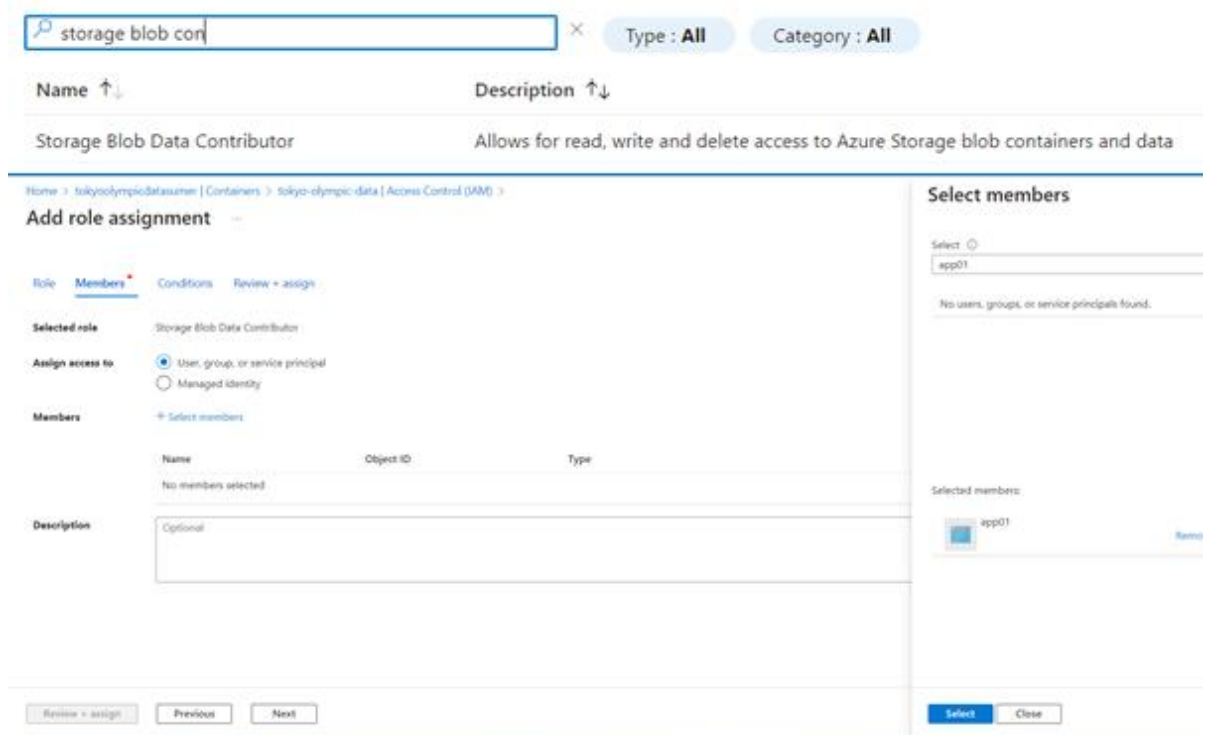 storage blob con
Type : All
Category : All
Name ↑↓
Description ↑↓
Storage Blob Data Contributor
Allows for read, write and delete access to Azure Storage blob containers and data
Home > tokyoolympicdatasumer | Containers > tokyo-olympic-data | Access Control (IAM) >
Add role assignment ...
Role
Members*
Conditions
Review + assign
Selected role
Storage Blob Data Contributor
Assign access to
User, group, or service principal
Managed identity
Members
+ Select members
Name
Object ID
Type
No members selected
Description
Optional
Review + assign
Previous
Next
Select members
Select
app01
No users, groups, or service principals found.
Selected members:
app01
Remo
Select
Close